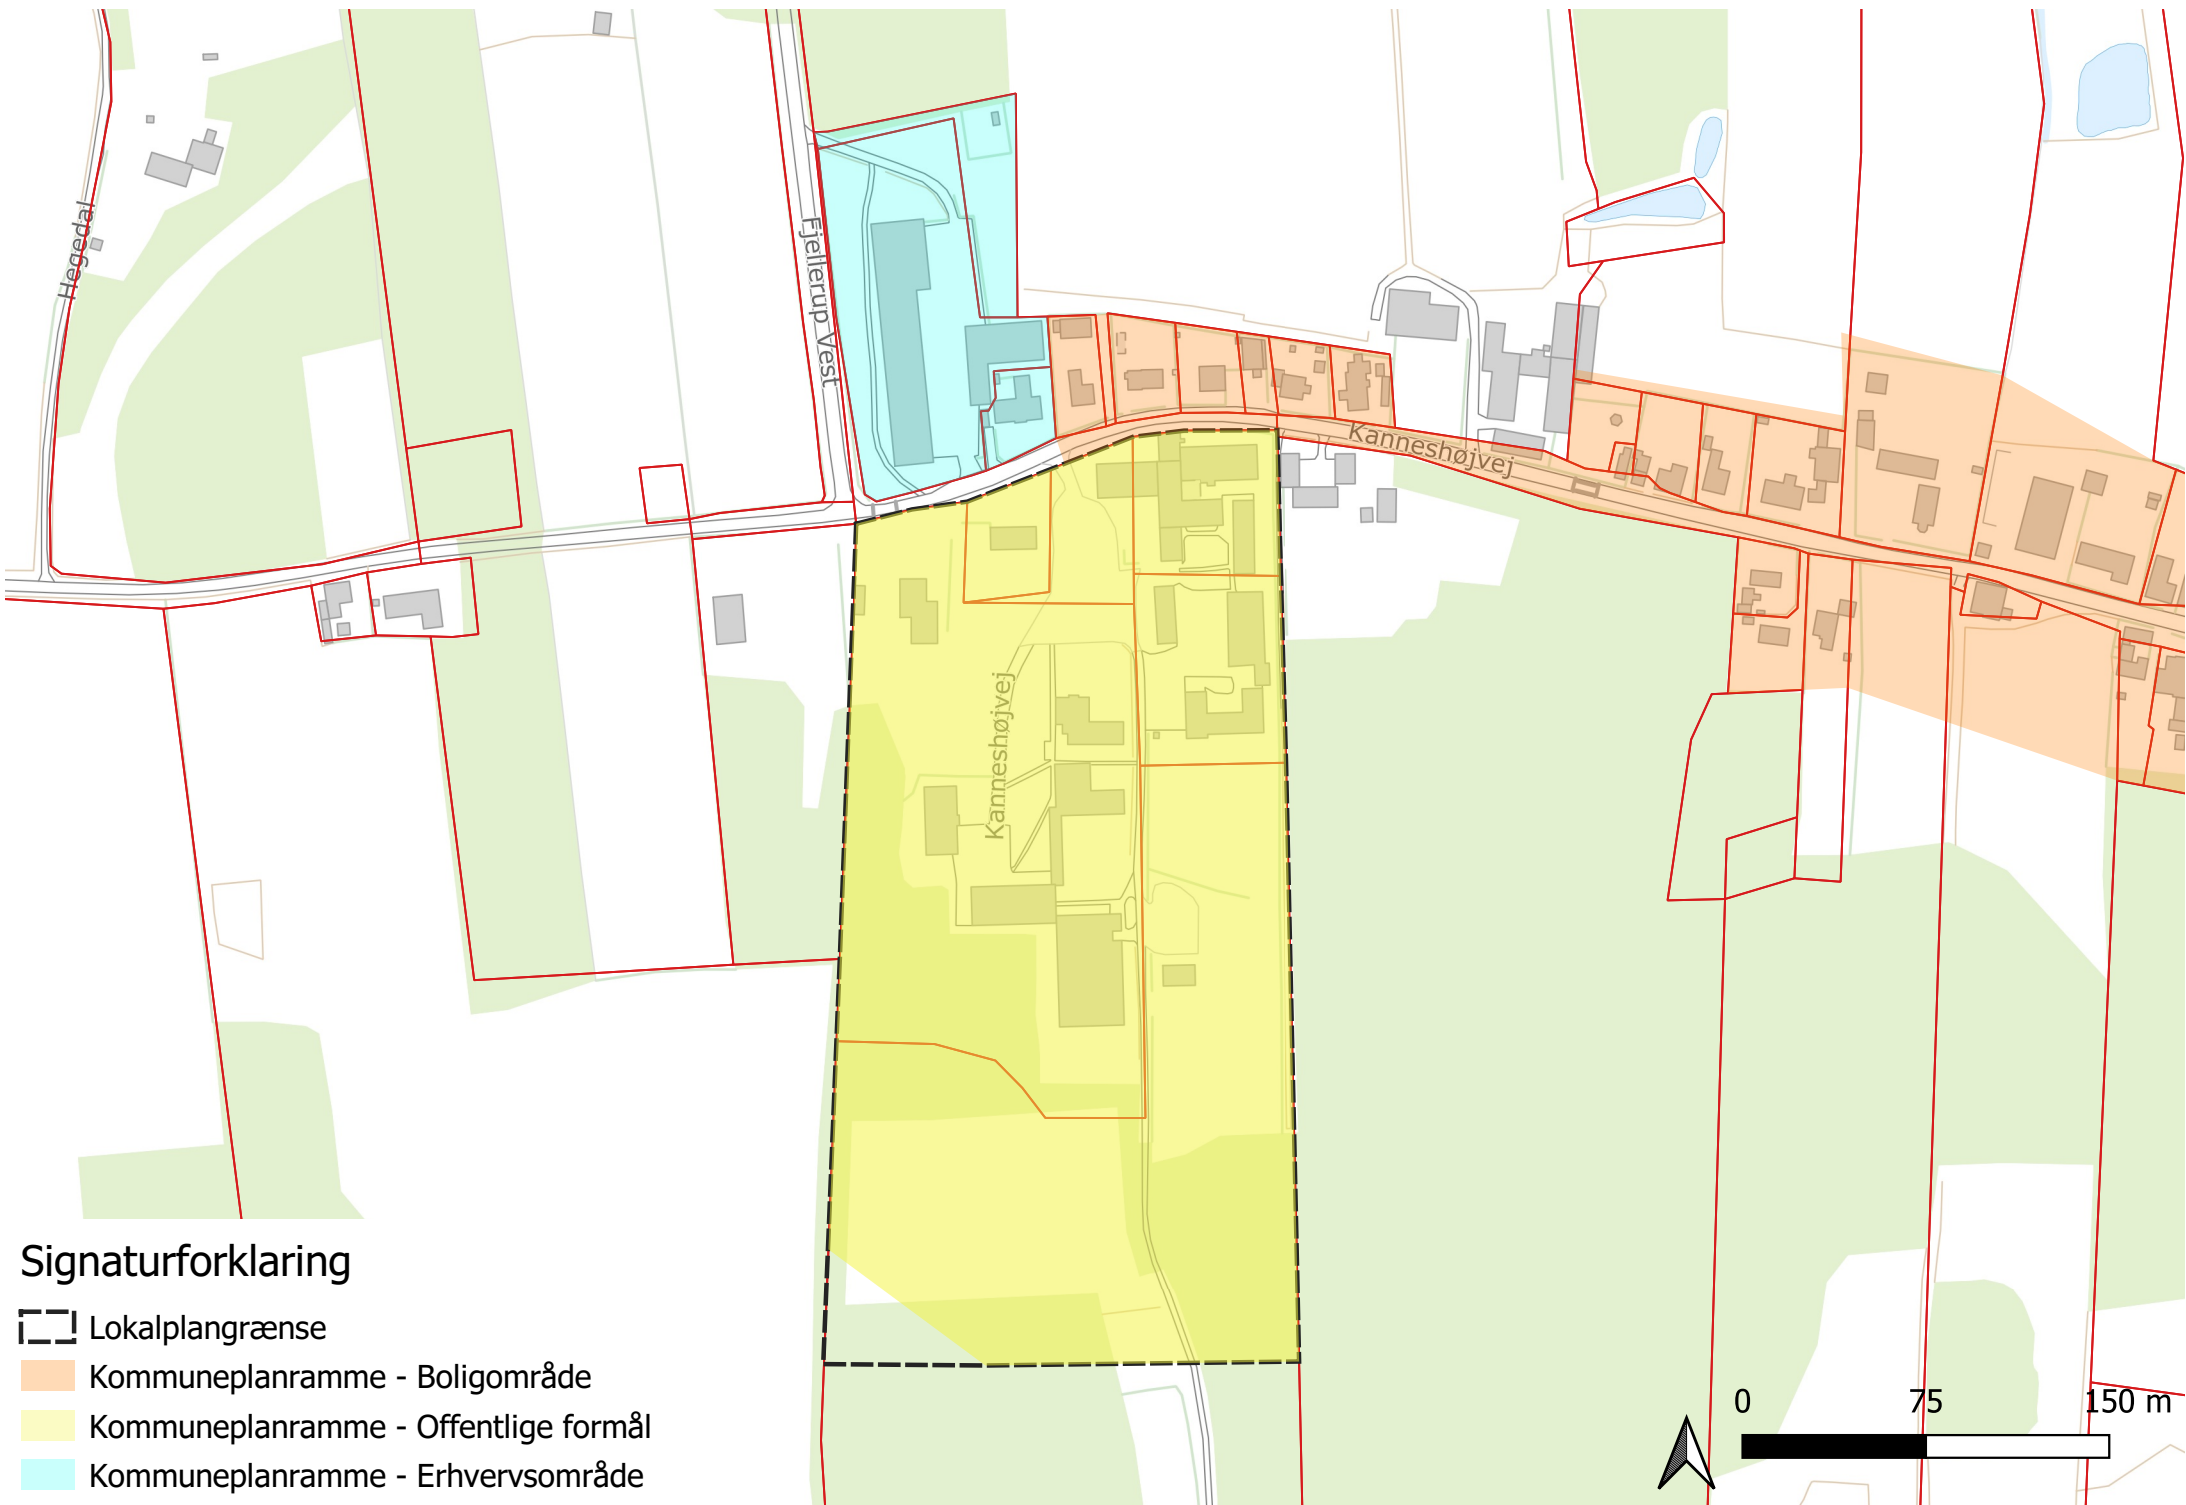 Hegedal
Fjellerup Vest
Kanneshøjvej
Kanneshøjvej
Signaturforklaring
Lokalplangrænse
Kommuneplanramme - Boligområde
Kommuneplanramme - Offentlige formål
Kommuneplanramme - Erhvervsområde
0 75 150 m